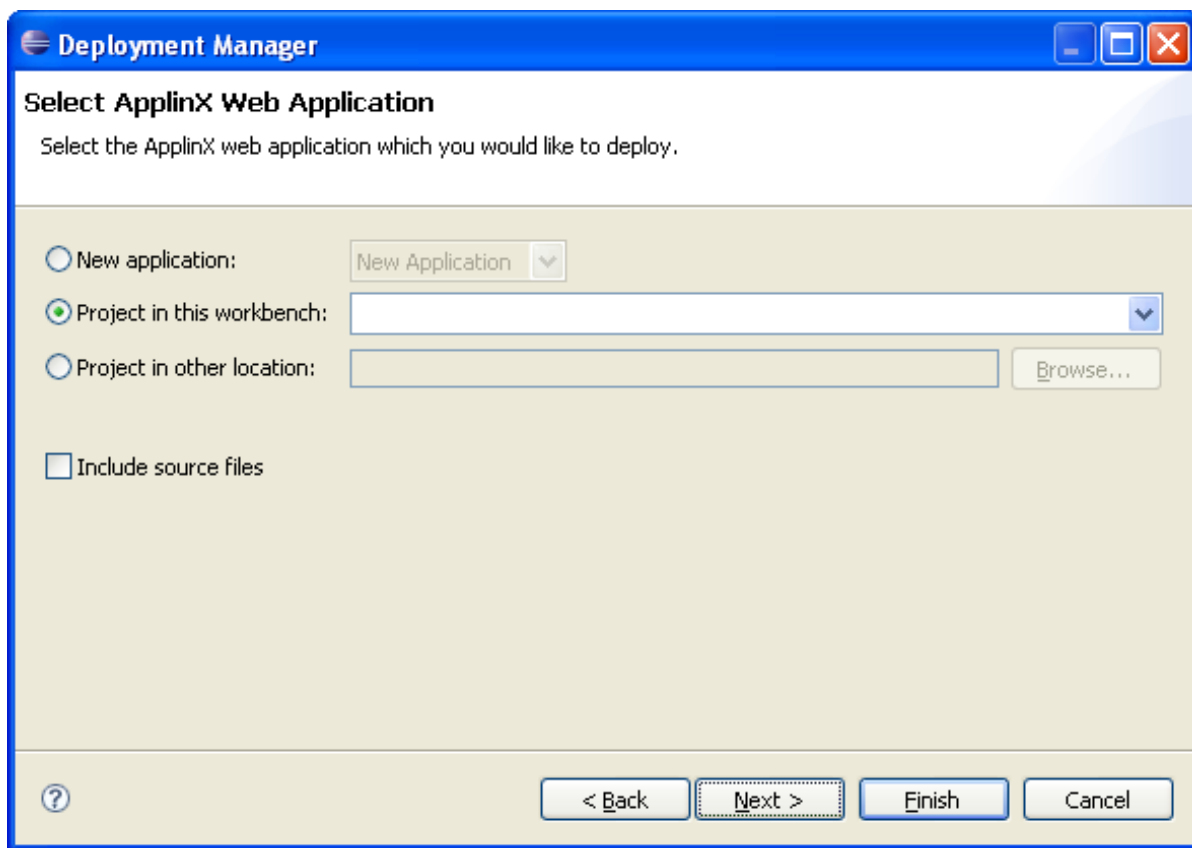 Deployment Manager
Select ApplinX Web Application
Select the ApplinX web application which you would like to deploy.
New application: New Application
Project in this workbench:
Project in other location: Browse...
Include source files
? < Back Next > Finish Cancel